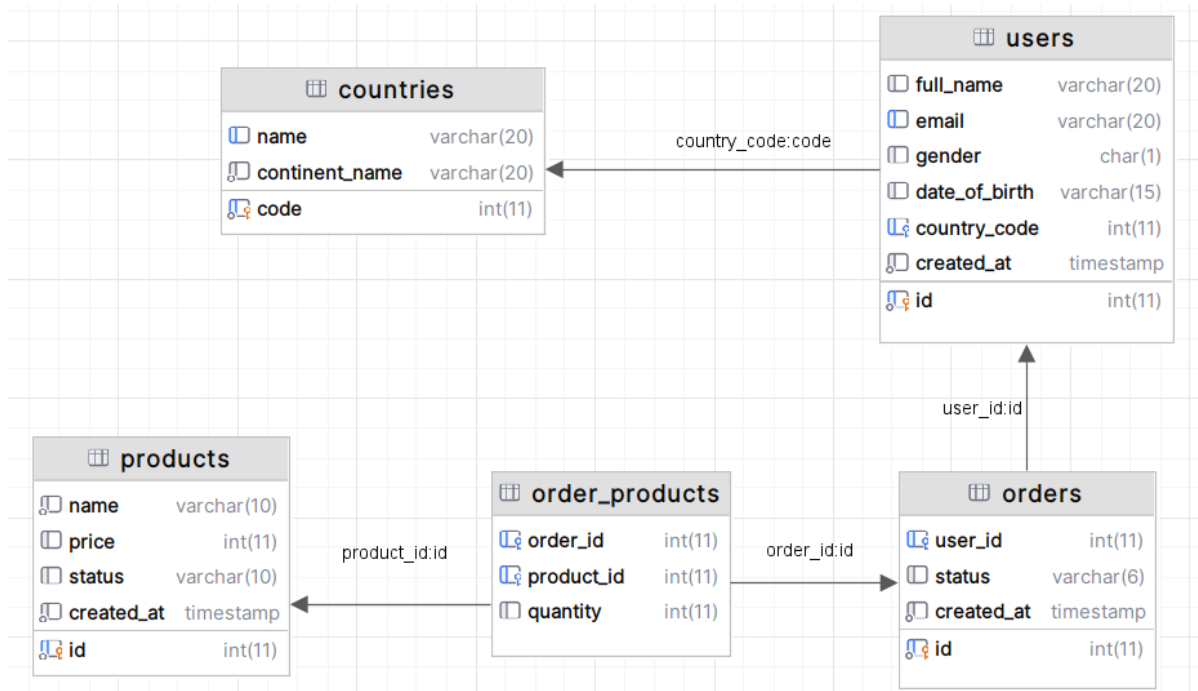 users
full_name varchar(20)
email varchar(20)
gender char(1)
date_of_birth varchar(15)
country_code int(11)
created_at timestamp
id int(11)
countries
name varchar(20)
continent_name varchar(20)
code int(11)
country_code:code
user_id:id
products
name varchar(10)
price int(11)
status varchar(10)
created_at timestamp
id int(11)
product_id:id
order_products
order_id int(11)
product_id int(11)
quantity int(11)
order_id:id
orders
user_id int(11)
status varchar(6)
created_at timestamp
id int(11)